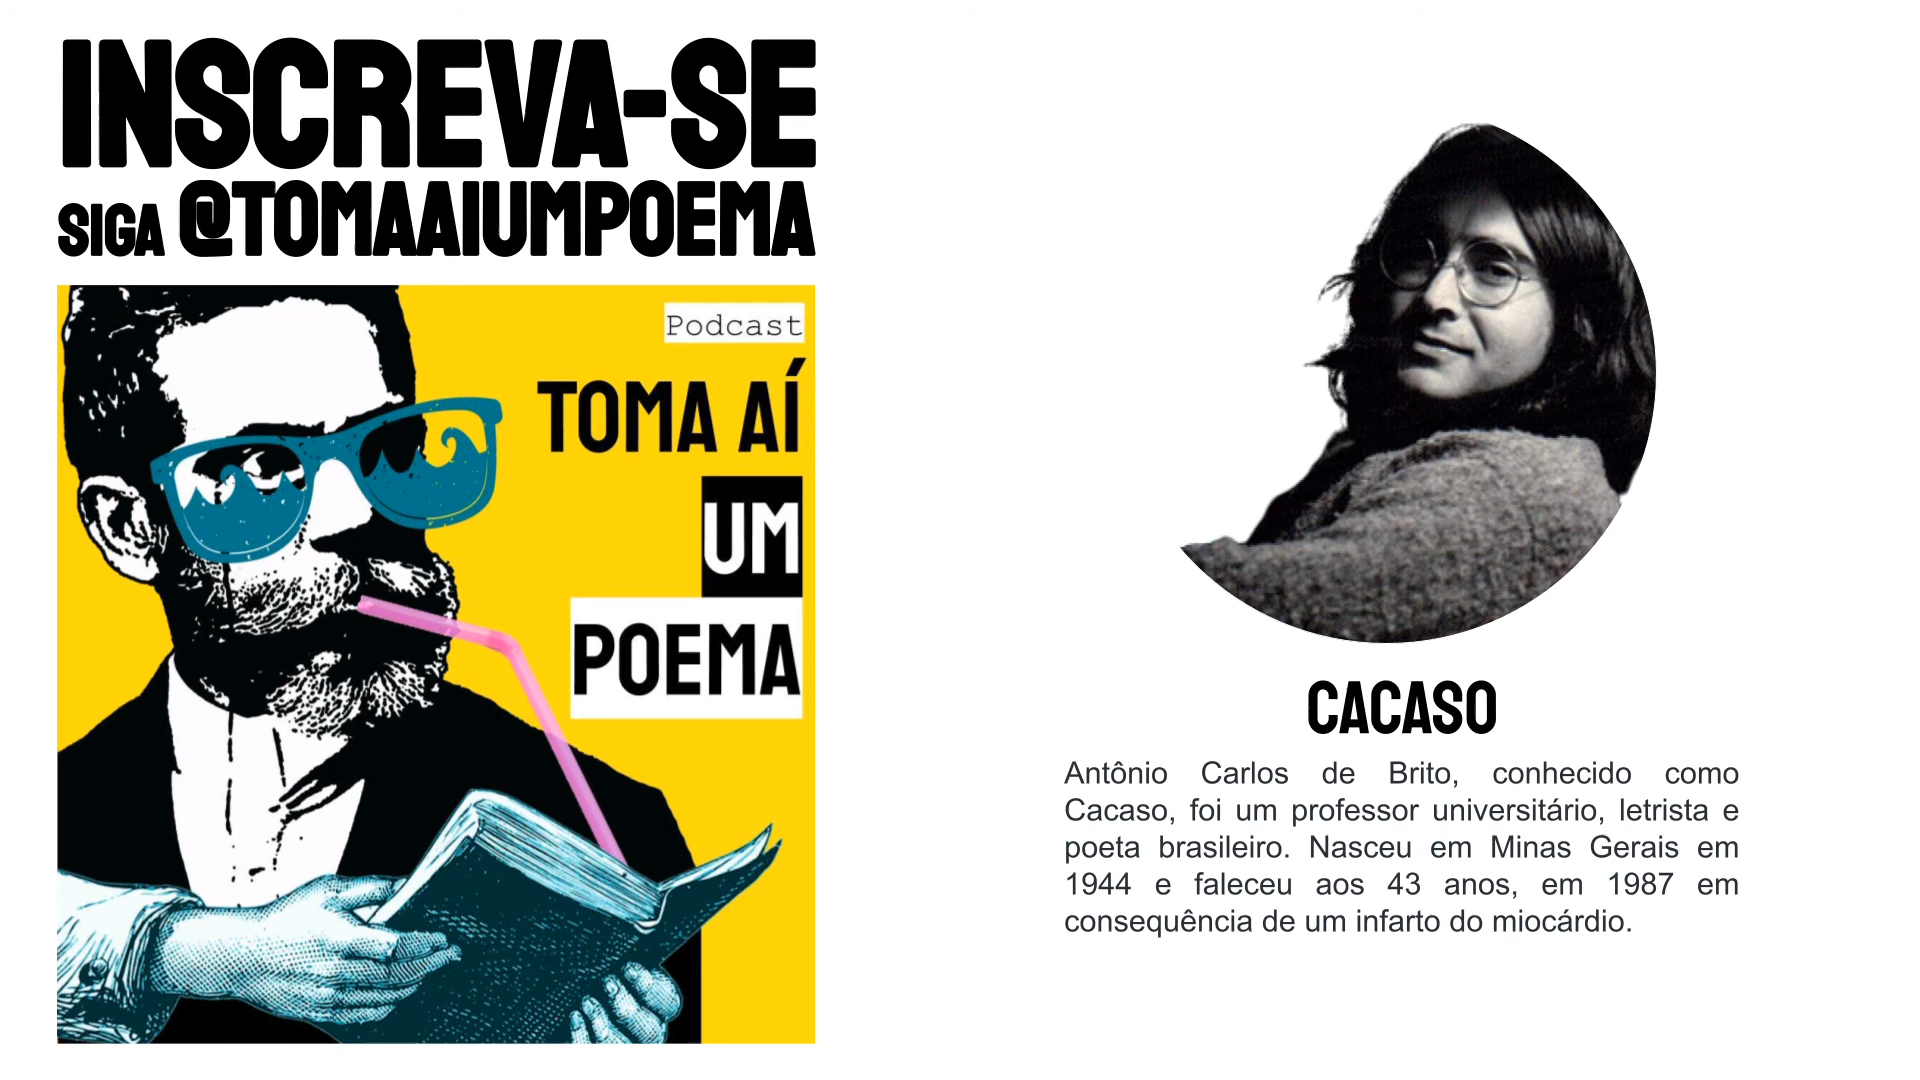 INSCREVA-SE
SIGA @TOMAAIUMPOEMA
Podcast
TOMA AÍ
UM
POEMA
CACASO
Antônio Carlos de Brito, conhecido como
Cacaso, foi um professor universitário, letrista e
poeta brasileiro. Nasceu em Minas Gerais em
1944 e faleceu aos 43 anos, em 1987 em
consequência de um infarto do miocárdio.